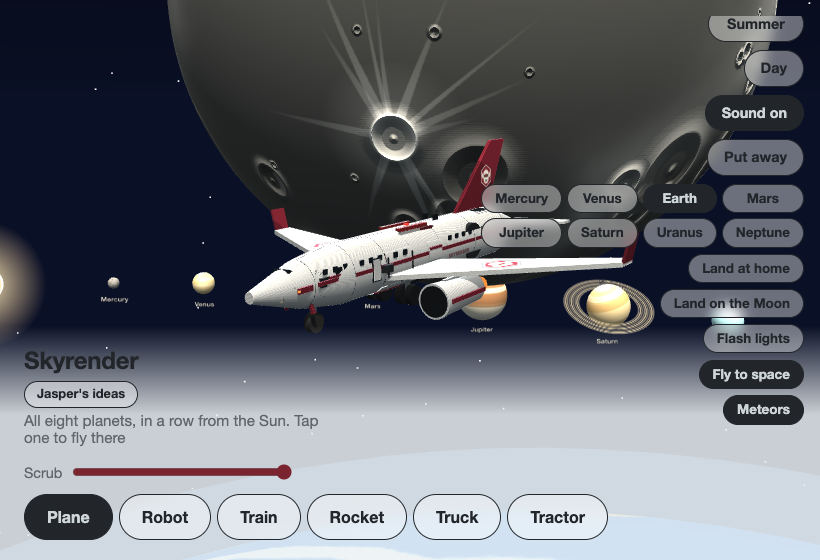 Summer
Day
Sound on
Put away
Mercury Venus Earth Mars
Jupiter Saturn Uranus Neptune
Land at home
Land on the Moon
Flash lights
Fly to space
Meteors
Mercury
Venus
Mars
Jupiter
Saturn
Skyrender
Jasper's ideas
All eight planets, in a row from the Sun. Tap
one to fly there
Scrub
Plane Robot Train Rocket Truck Tractor